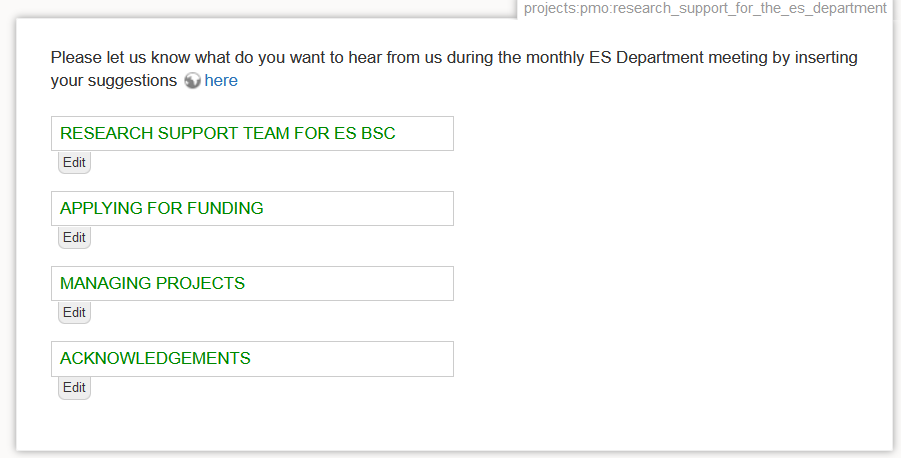 projects:pmo:research_support_for_the_es_department
Please let us know what do you want to hear from us during the monthly ES Department meeting by inserting
your suggestions here
RESEARCH SUPPORT TEAM FOR ES BSC
Edit
APPLYING FOR FUNDING
Edit
MANAGING PROJECTS
Edit
ACKNOWLEDGEMENTS
Edit